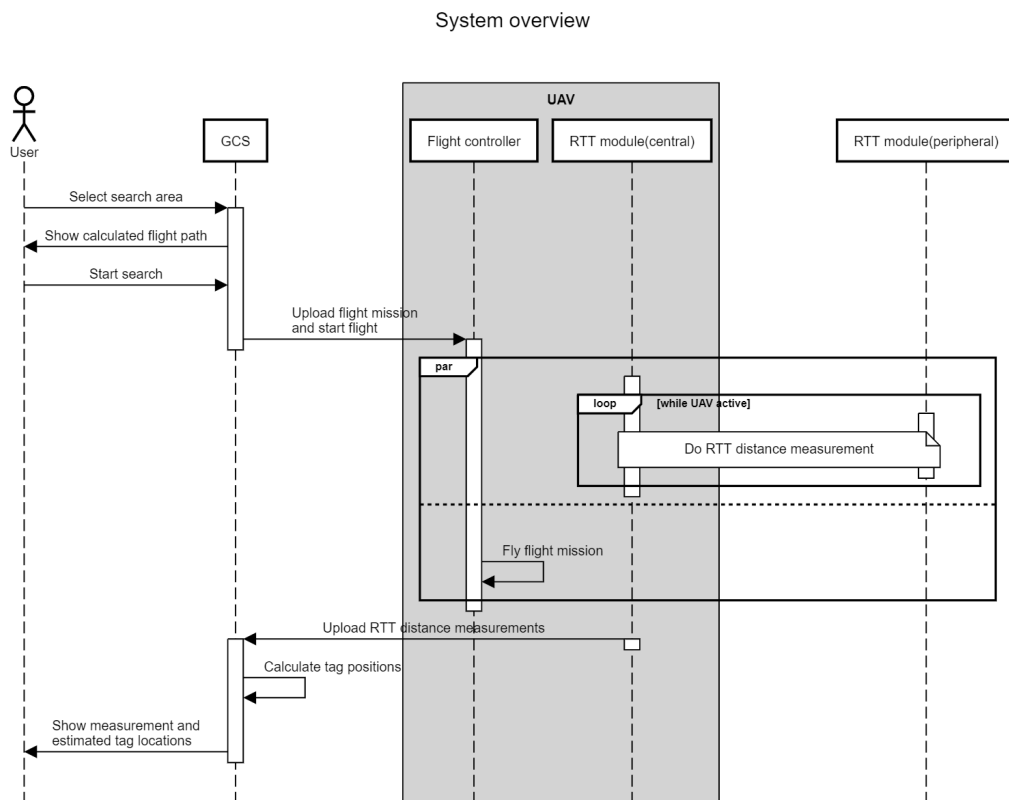 System overview
UAV
User
GCS
Flight controller
RTT module(central)
RTT module(peripheral)
Select search area
Show calculated flight path
Start search
Upload flight mission
and start flight
par
loop
[while UAV active]
Do RTT distance measurement
Fly flight mission
Upload RTT distance measurements
Calculate tag positions
Show measurement and
estimated tag locations